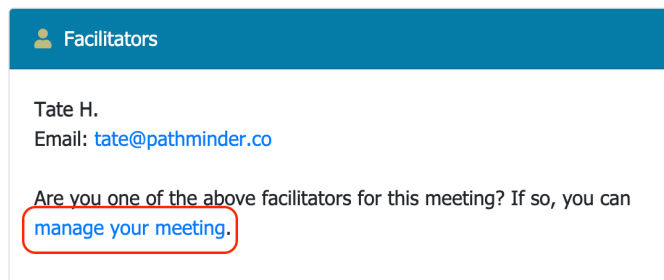 Facilitators
Tate H.
Email: tate@pathminder.co
Are you one of the above facilitators for this meeting? If so, you can
manage your meeting.